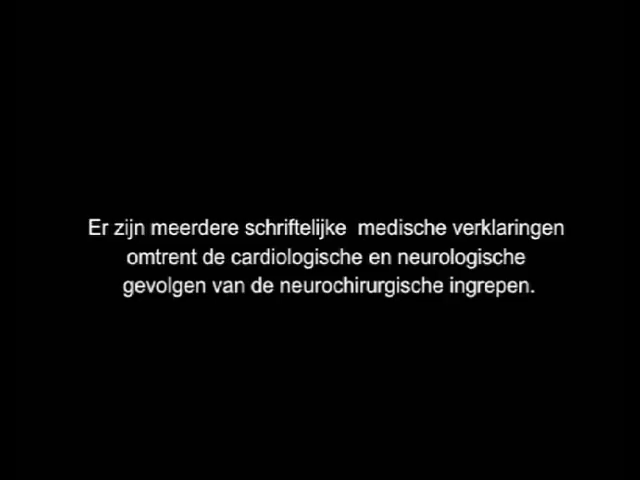 Er zijn meerdere schriftelijke  medische verklaringen
omtrent de cardiologische en neurologische
gevolgen van de neurochirurgische ingrepen.